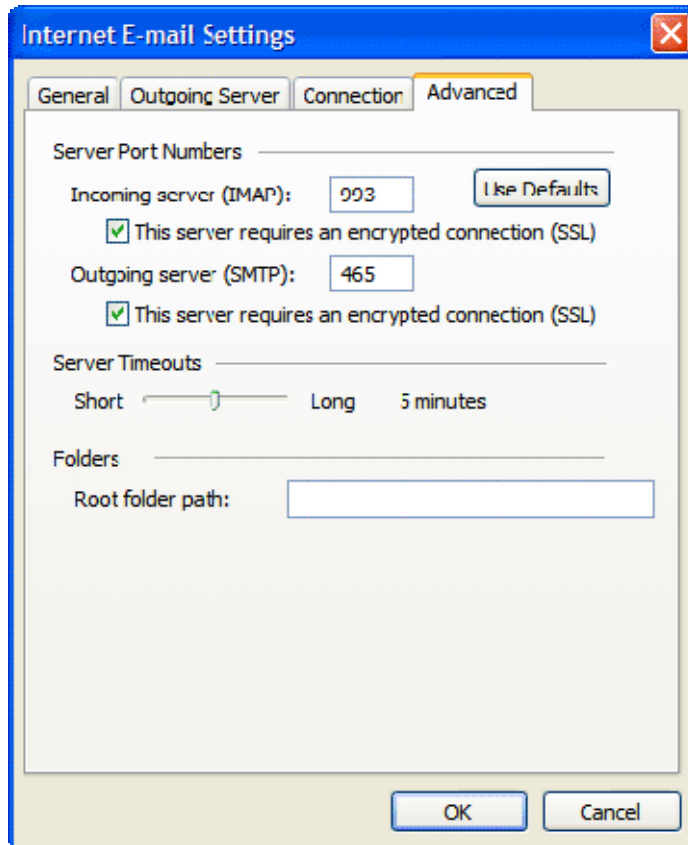 Internet E-mail Settings
General Outgoing Server Connection Advanced
Server Port Numbers
Incoming server (IMAP): 993 Use Defaults
This server requires an encrypted connection (SSL)
Outgoing server (SMTP): 465
This server requires an encrypted connection (SSL)
Server Timeouts
Short Long 5 minutes
Folders
Root folder path:
OK Cancel